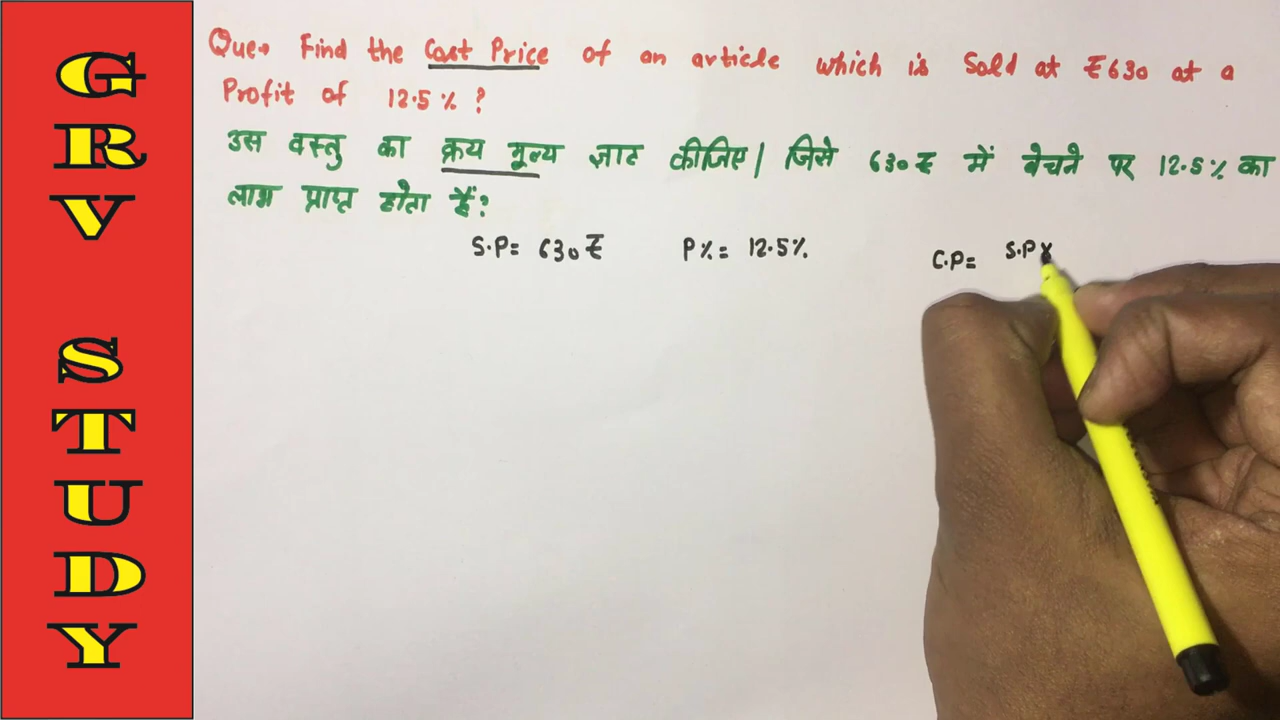 GRV STUDY
Que→ Find the Cost Price of an article which is Sold at ₹630 at a
Profit of 12.5% ?
उस वस्तु का क्रय मूल्य ज्ञात कीजिए| जिसे 630₹ में बेचने पर 12.5% का
लाभ प्राप्त होता हैं?
S.P= 630₹ P%= 12.5% C.P= S.P×